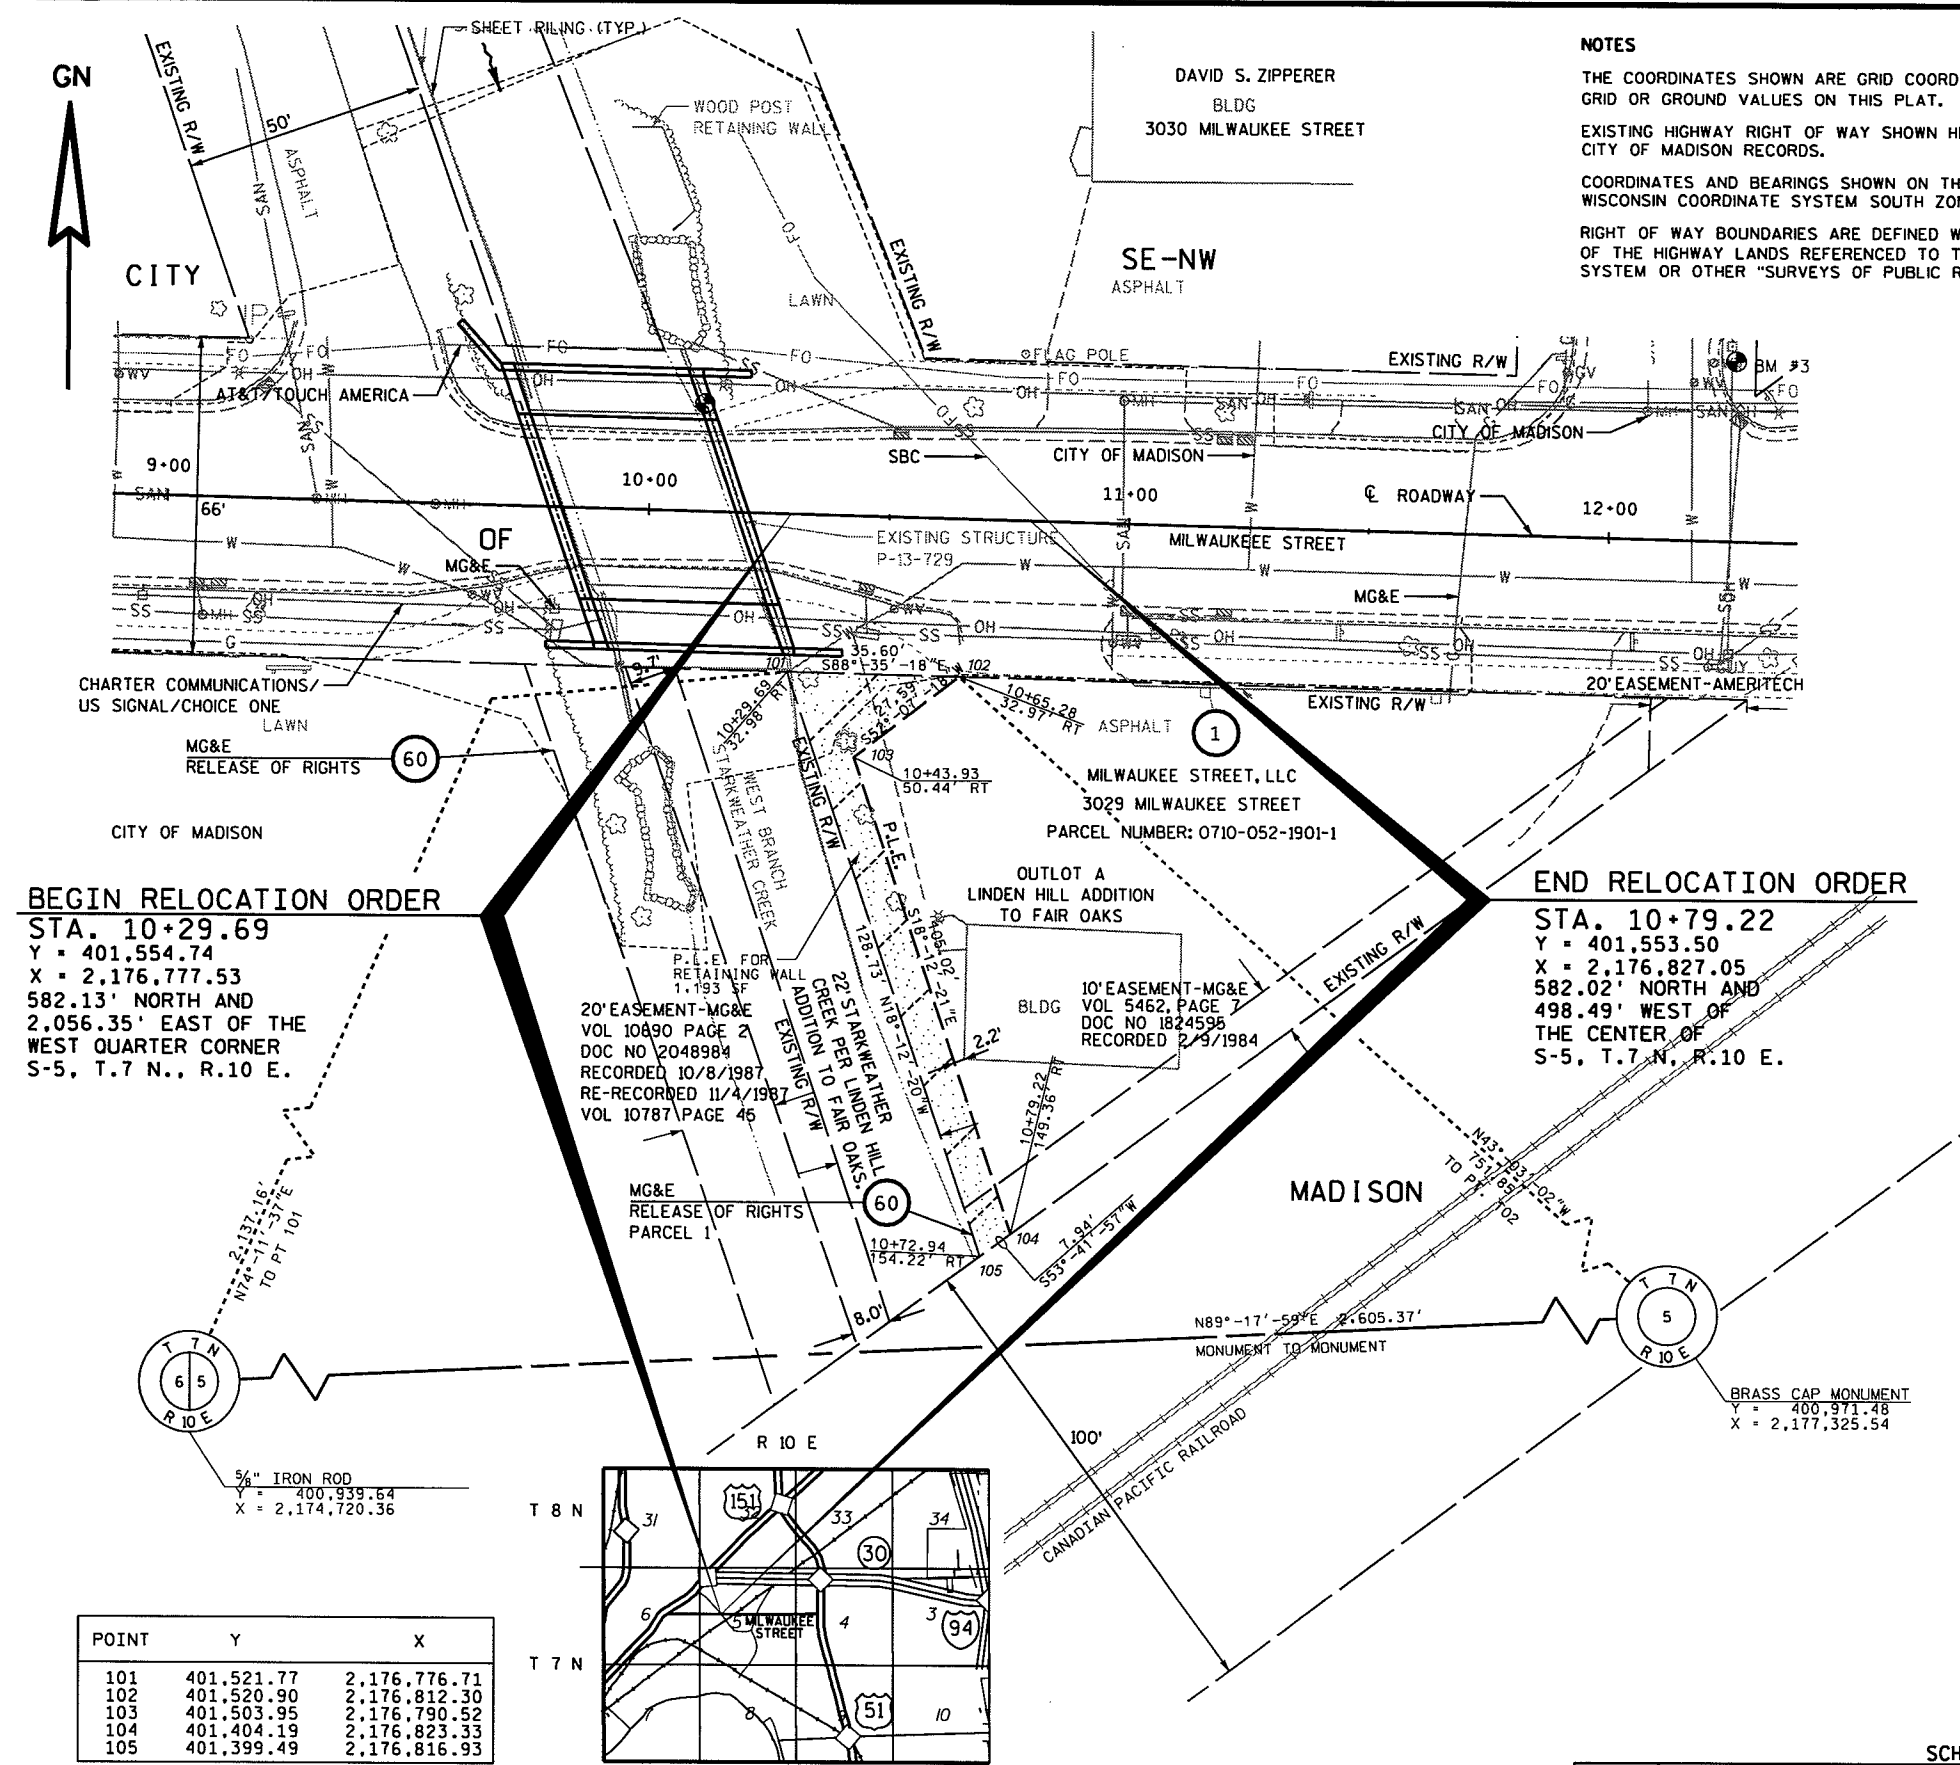 NOTES
THE COORDINATES SHOWN ARE GRID COORD
GRID OR GROUND VALUES ON THIS PLAT.
EXISTING HIGHWAY RIGHT OF WAY SHOWN H
CITY OF MADISON RECORDS.
COORDINATES AND BEARINGS SHOWN ON TH
WISCONSIN COORDINATE SYSTEM SOUTH ZO
RIGHT OF WAY BOUNDARIES ARE DEFINED W
OF THE HIGHWAY LANDS REFERENCED TO T
SYSTEM OR OTHER "SURVEYS OF PUBLIC R
GN
SHEET PILING (TYP.)
EXISTING R/W
50'
ASPHALT
SAN
WOOD POST
RETAINING WALL
DAVID S. ZIPPERER
BLDG
3030 MILWAUKEE STREET
CITY
LAWN
FO
EXISTING R/W
SE-NW
ASPHALT
FLAG POLE
EXISTING R/W
BM #3
AT&T/TOUCH AMERICA
SBC
CITY OF MADISON
CITY OF MADISON
9+00
10+00
11+00
12+00
℄ ROADWAY
66'
OF
MG&E
EXISTING STRUCTURE
P-13-729
MILWAUKEEE STREET
MG&E
CHARTER COMMUNICATIONS/
US SIGNAL/CHOICE ONE
LAWN
9.7'
101
35.60'
S88°-35'-18"E
102
10+29.69
32.98' RT
27.59'
S52°-07'-18"W
10+65.28
32.97' RT
ASPHALT
EXISTING R/W
20' EASEMENT-AMERITECH
MG&E
RELEASE OF RIGHTS
60
103
10+43.93
50.44' RT
1
MILWAUKEE STREET, LLC
3029 MILWAUKEE STREET
PARCEL NUMBER: 0710-052-1901-1
CITY OF MADISON
WEST BRANCH
STARKWEATHER CREEK
EXISTING R/W
P.L.E.
OUTLOT A
LINDEN HILL ADDITION
TO FAIR OAKS
BEGIN RELOCATION ORDER
STA. 10+29.69
Y = 401,554.74
X = 2,176,777.53
582.13' NORTH AND
2,056.35' EAST OF THE
WEST QUARTER CORNER
S-5, T.7 N., R.10 E.
END RELOCATION ORDER
STA. 10+79.22
Y = 401,553.50
X = 2,176,827.05
582.02' NORTH AND
498.49' WEST OF
THE CENTER OF
S-5, T.7 N, R.10 E.
P.L.E. FOR
RETAINING WALL
1,193 SF
128.73'
N18°-12'-20"W
105.02'
S18°-12'-21"E
BLDG
2.2'
20' EASEMENT-MG&E
VOL 10690 PAGE 2
DOC NO 2048984
RECORDED 10/8/1987
RE-RECORDED 11/4/1987
VOL 10787 PAGE 45
22' STARKWEATHER
CREEK PER LINDEN HILL
ADDITION TO FAIR OAKS.
EXISTING R/W
10' EASEMENT-MG&E
VOL 5462, PAGE 7
DOC NO 1824595
RECORDED 2/9/1984
EXISTING R/W
10+79.22
149.36' RT
MG&E
RELEASE OF RIGHTS
PARCEL 1
60
10+72.94
154.22' RT
104
105
7.94'
S53°-41'-57"W
MADISON
N43°-03'-02"W
751.85'
TO PT. 102
2,137.16'
N74°-11'-37"E
TO PT 101
8.0'
N89°-17'-59"E 2,605.37'
MONUMENT TO MONUMENT
T 7 N
6 5
R 10 E
T 7 N
5
R 10 E
5/8" IRON ROD
Y = 400,939.64
X = 2,174,720.36
BRASS CAP MONUMENT
Y = 400,971.48
X = 2,177,325.54
100'
CANADIAN PACIFIC RAILROAD
R 10 E
T 8 N
T 7 N
31
151
32
33
34
30
6
5
MILWAUKEE
STREET
4
3
94
7
8
9
51
10
POINT Y X
101 401,521.77 2,176,776.71
102 401,520.90 2,176,812.30
103 401,503.95 2,176,790.52
104 401,404.19 2,176,823.33
105 401,399.49 2,176,816.93
SCH